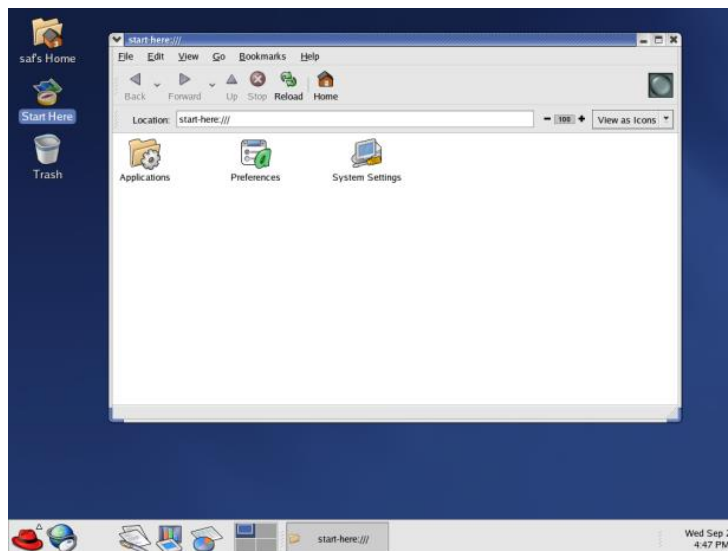 saf's Home
Start Here
Trash
start-here:///
File Edit View Go Bookmarks Help
Back Forward Up Stop Reload Home
Location: start-here:/// 100 View as Icons
Applications Preferences System Settings
start-here:///
Wed Sep
4:47 PM